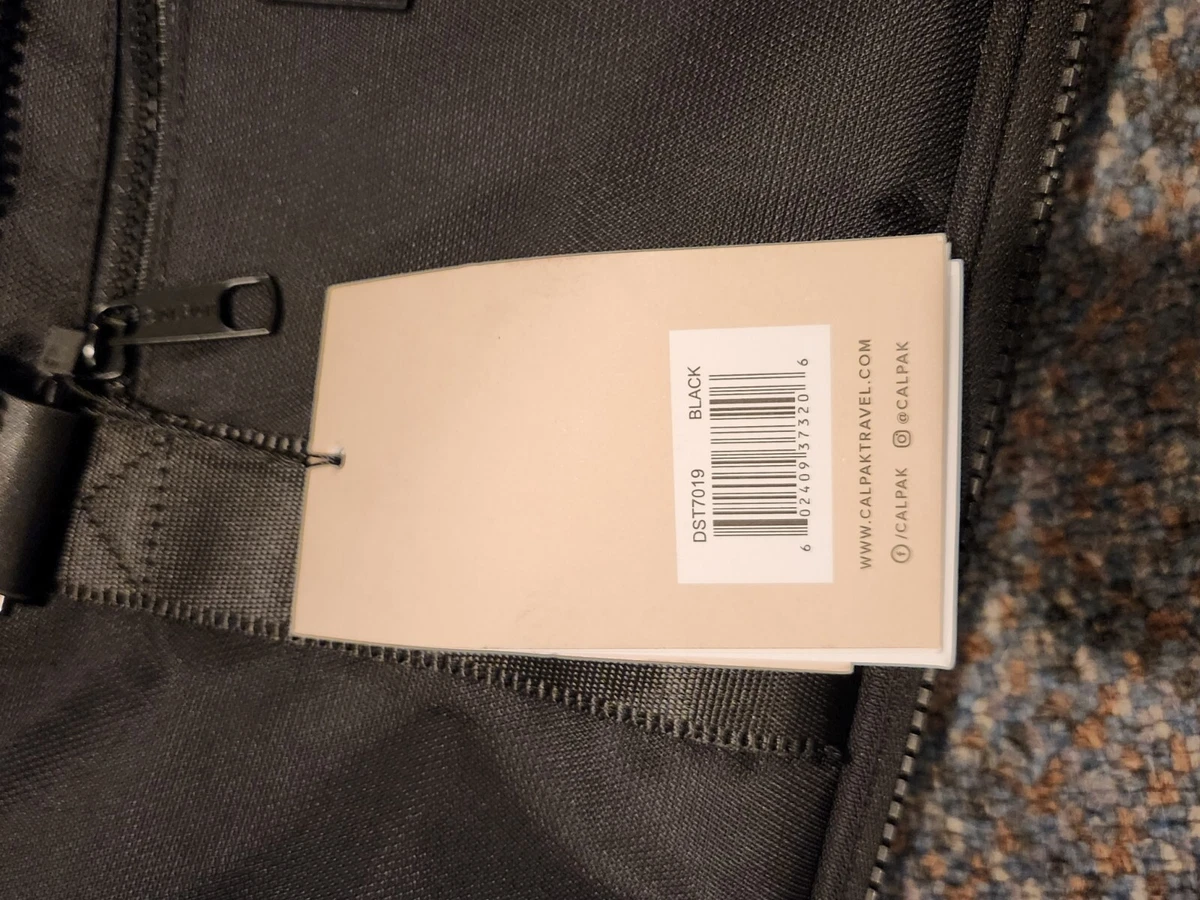 DST7019 BLACK
6 02409 37320 6
WWW.CALPAKTRAVEL.COM
/CALPAK @CALPAK